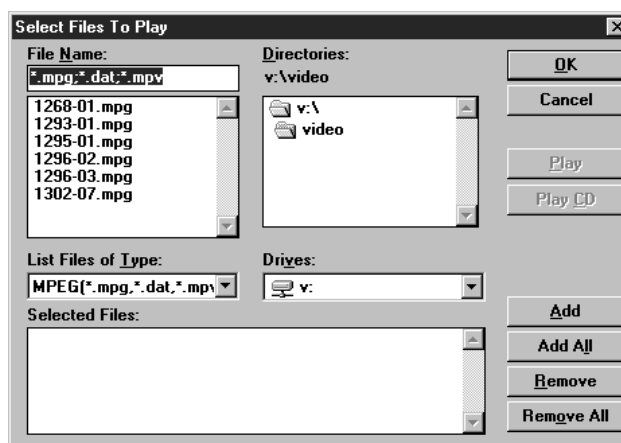 Select Files To Play
File Name:
*.mpg;*.dat;*.mpv
1268-01.mpg
1293-01.mpg
1295-01.mpg
1296-02.mpg
1296-03.mpg
1302-07.mpg
List Files of Type:
MPEG(*.mpg,*.dat,*.mpv
Directories:
v:\video
v:\
video
Drives:
v:
Selected Files:
OK
Cancel
Play
Play CD
Add
Add All
Remove
Remove All